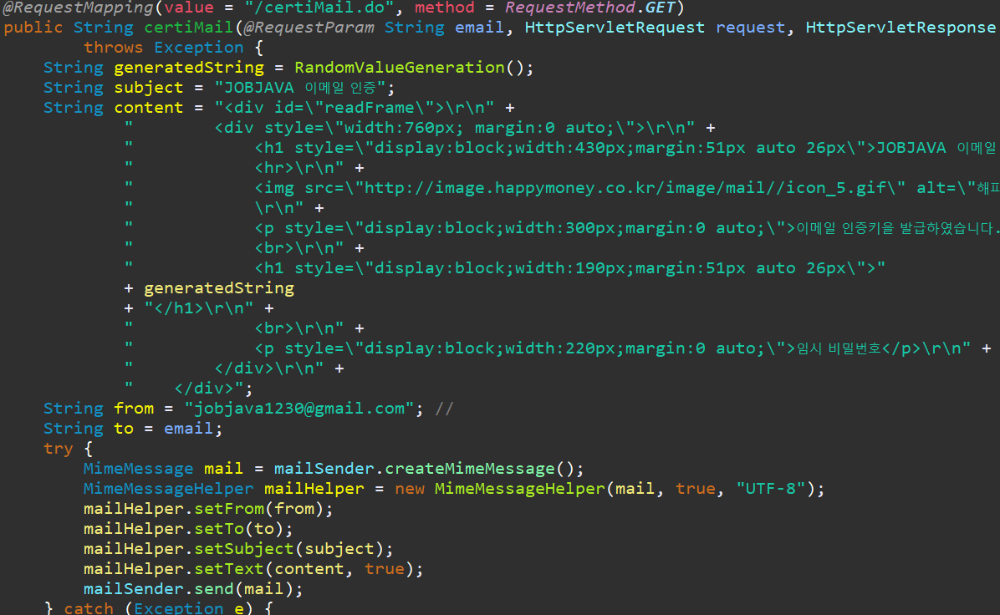 @RequestMapping(value = "/certiMail.do", method = RequestMethod.GET)
public String certiMail(@RequestParam String email, HttpServletRequest request, HttpServletResponse
        throws Exception {
    String generatedString = RandomValueGeneration();
    String subject = "JOBJAVA 이메일 인증";
    String content = "<div id=\"readFrame\">\r\n" +
            "        <div style=\"width:760px; margin:0 auto;\">\r\n" +
            "            <h1 style=\"display:block;width:430px;margin:51px auto 26px\">JOBJAVA 이메일
            "            <hr>\r\n" +
            "            <img src=\"http://image.happymoney.co.kr/image/mail//icon_5.gif\" alt=\"해피
            "            \r\n" +
            "            <p style=\"display:block;width:300px;margin:0 auto;\">이메일 인증키을 발급하였습니다.
            "            <br>\r\n" +
            "            <h1 style=\"display:block;width:190px;margin:51px auto 26px\">"
            + generatedString
            + "</h1>\r\n" +
            "            <br>\r\n" +
            "            <p style=\"display:block;width:220px;margin:0 auto;\">임시 비밀번호</p>\r\n" +
            "        </div>\r\n" +
            "    </div>";
    String from = "jobjava1230@gmail.com"; //
    String to = email;
    try {
        MimeMessage mail = mailSender.createMimeMessage();
        MimeMessageHelper mailHelper = new MimeMessageHelper(mail, true, "UTF-8");
        mailHelper.setFrom(from);
        mailHelper.setTo(to);
        mailHelper.setSubject(subject);
        mailHelper.setText(content, true);
        mailSender.send(mail);
    } catch (Exception e) {